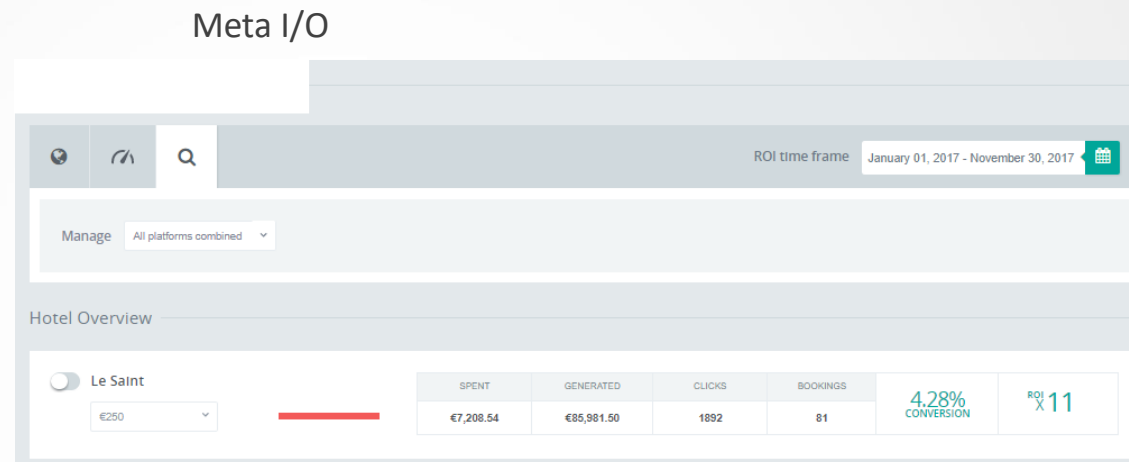 Meta I/O
ROI time frame January 01, 2017 - November 30, 2017
Manage All platforms combined
Hotel Overview
Le Saint
€250
SPENT GENERATED CLICKS BOOKINGS
€7,208.54 €85,981.50 1892 81
4.28%
CONVERSION
ROI
X 11